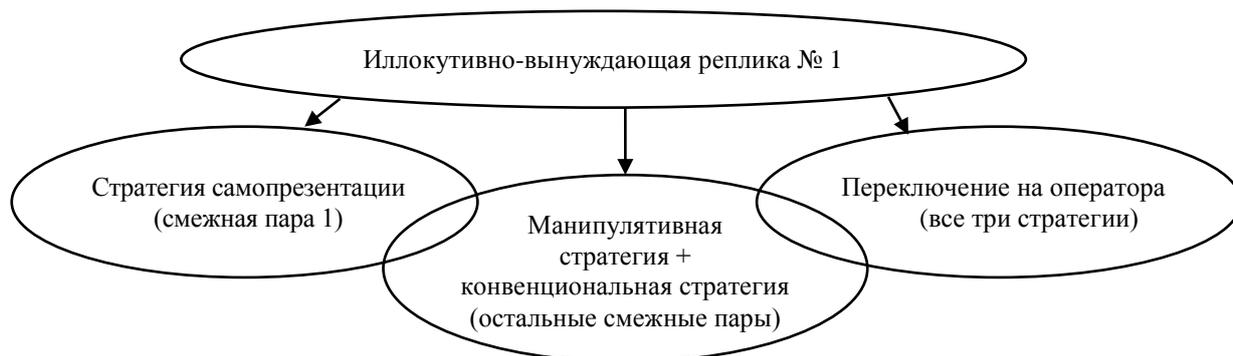 Иллокутивно-вынуждающая реплика № 1
Стратегия самопрезентации
(смежная пара 1)
Манипулятивная
стратегия +
конвенциональная стратегия
(остальные смежные пары)
Переключение на оператора
(все три стратегии)